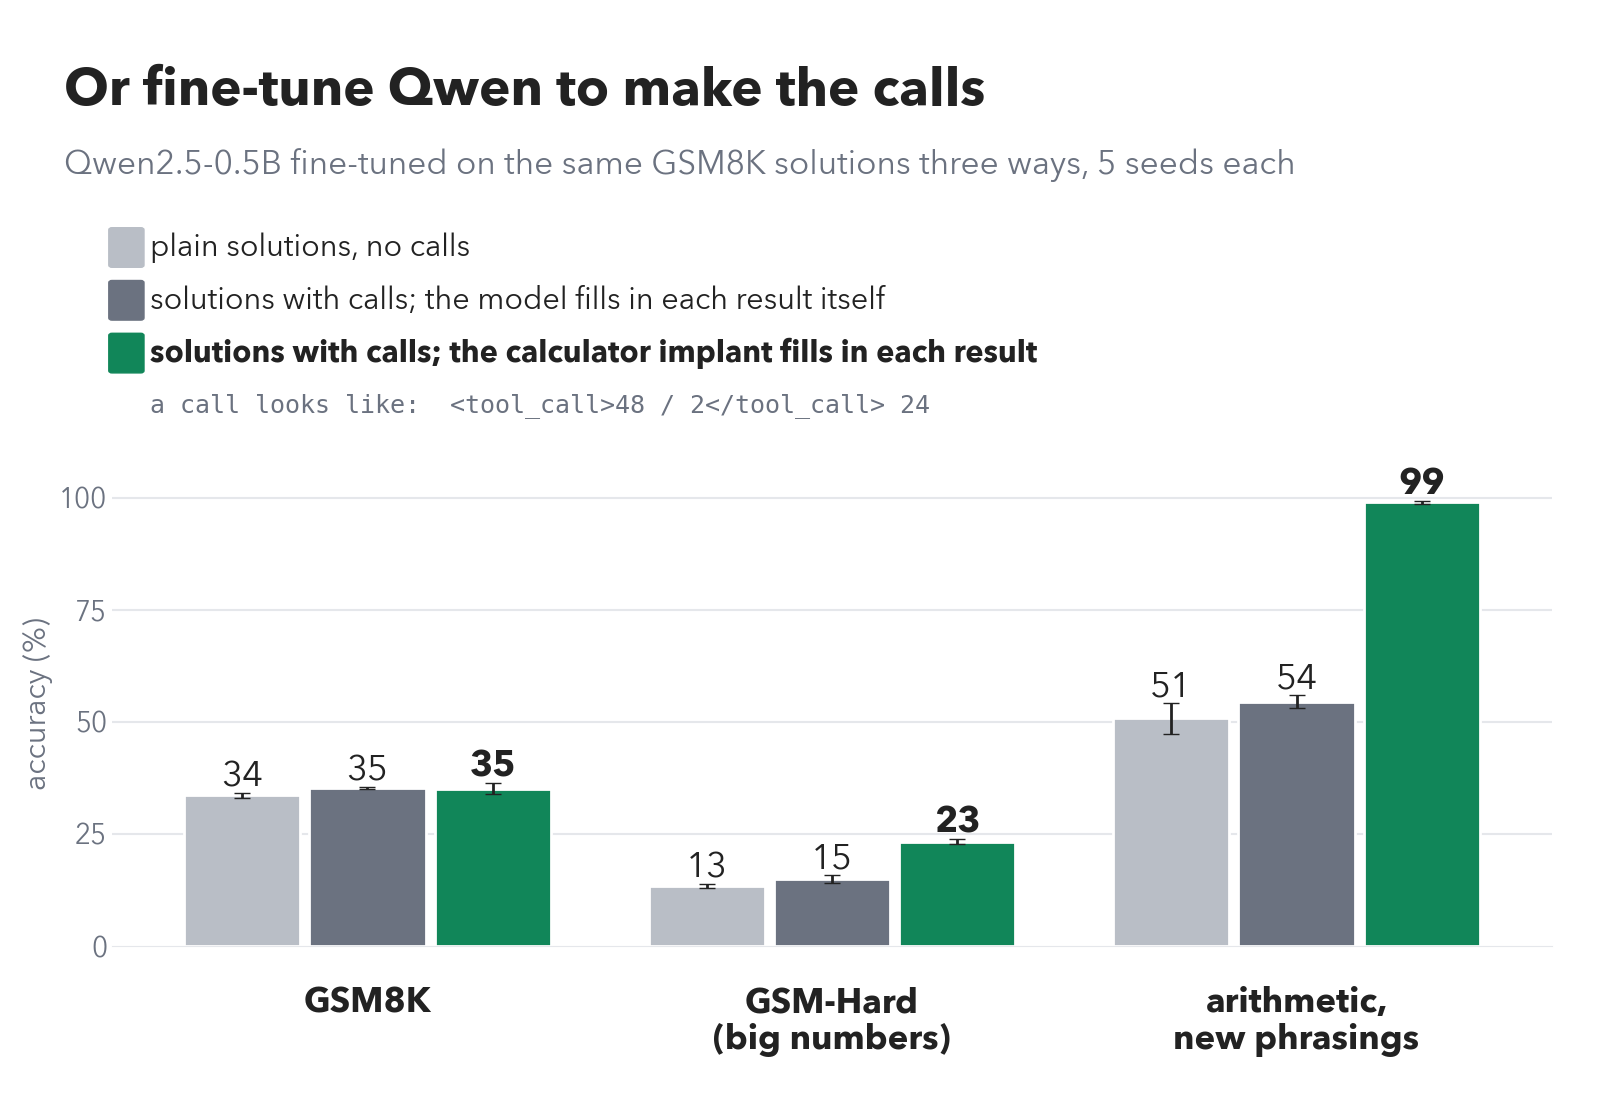 Or fine-tune Qwen to make the calls
Qwen2.5-0.5B fine-tuned on the same GSM8K solutions three ways, 5 seeds each
plain solutions, no calls
solutions with calls; the model fills in each result itself
solutions with calls; the calculator implant fills in each result
a call looks like:  <tool_call>48 / 2</tool_call> 24
accuracy (%)
100
75
50
25
0
34
35
35
13
15
23
51
54
99
GSM8K
GSM-Hard
(big numbers)
arithmetic,
new phrasings